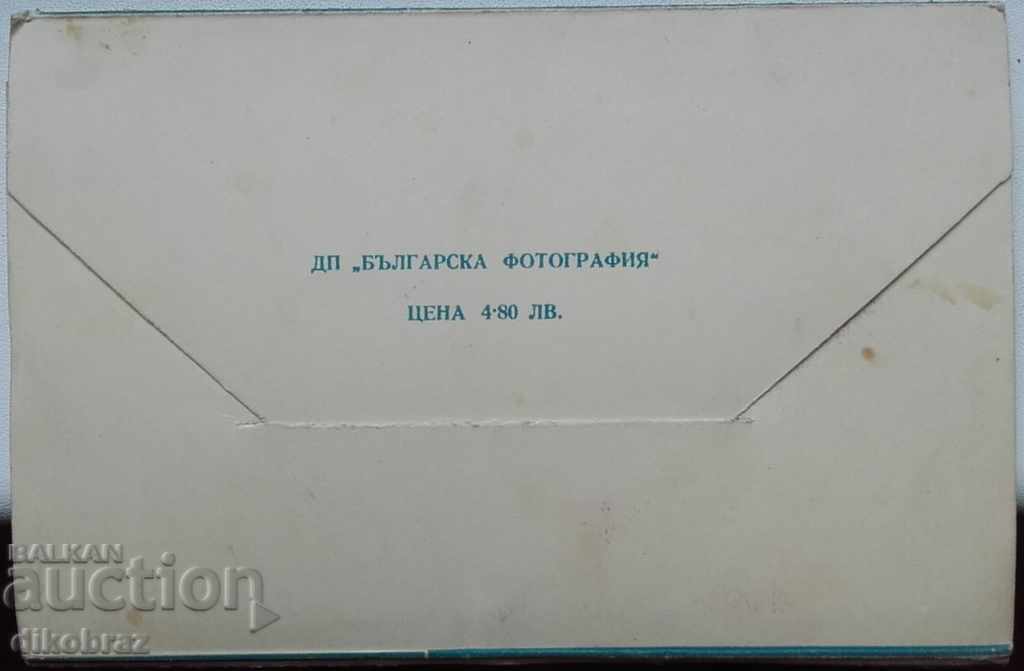 ДП „БЪЛГАРСКА ФОТОГРАФИЯ“
ЦЕНА 4·80 ЛВ.
BALKAN
auction
dikobraz